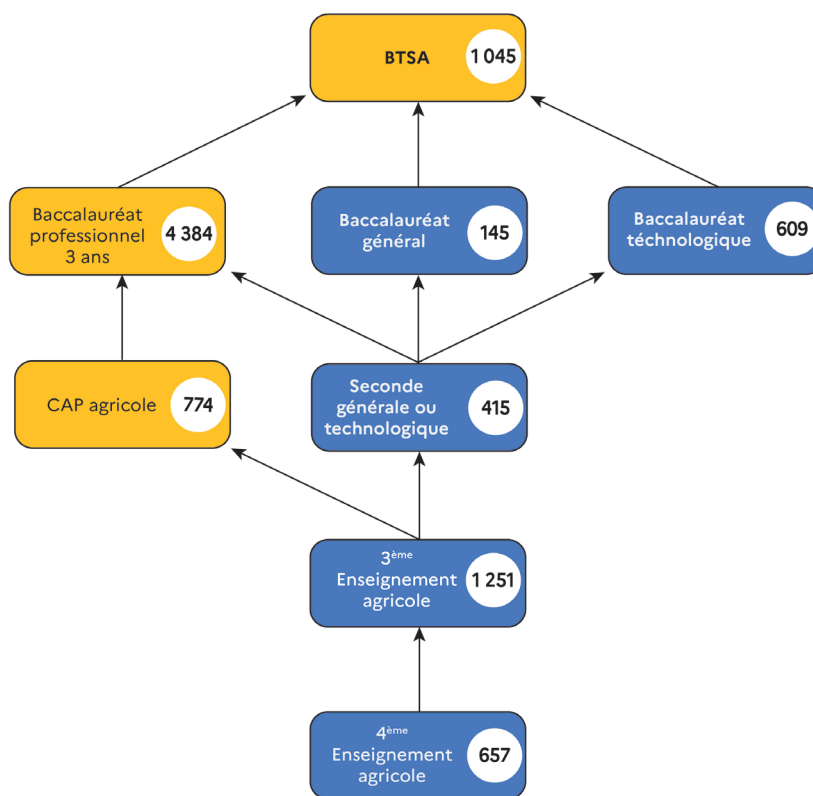 BTSA
1 045
Baccalauréat
professionnel
3 ans
4 384
Baccalauréat
général
145
Baccalauréat
téchnologique
609
CAP agricole
774
Seconde
générale ou
technologique
415
3ème
Enseignement
agricole
1 251
4ème
Enseignement
agricole
657